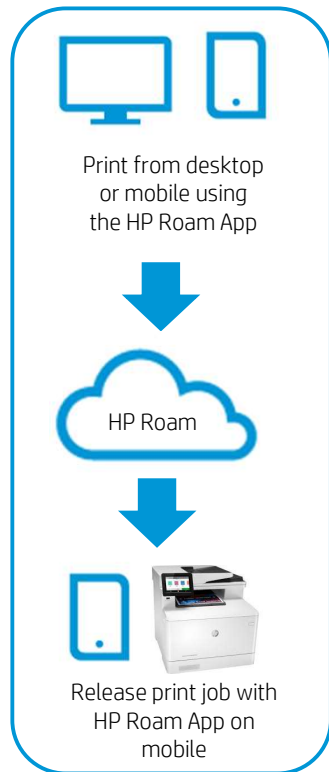 Print from desktop
or mobile using
the HP Roam App
HP Roam
Release print job with
HP Roam App on
mobile